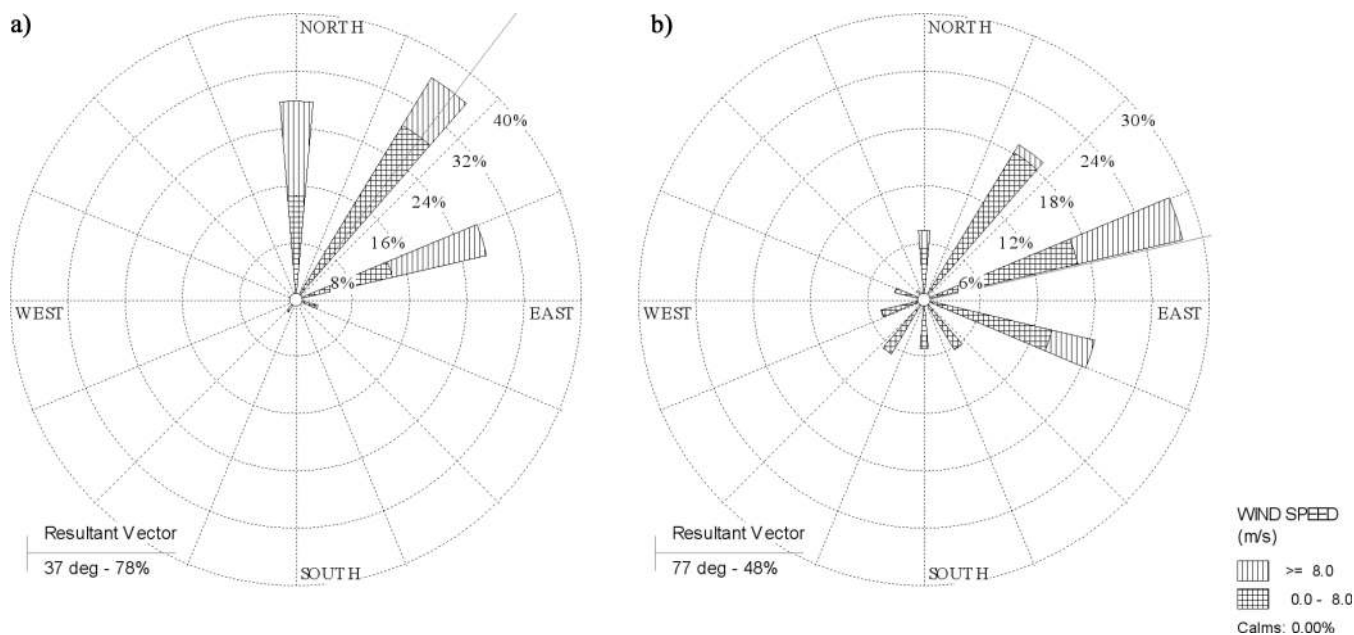 a)
NORTH
40%
32%
24%
16%
8%
WEST
EAST
SOUTH
Resultant Vector
37 deg - 78%
b)
NORTH
30%
24%
18%
12%
6%
WEST
EAST
SOUTH
Resultant Vector
77 deg - 48%
WIND SPEED
(m/s)
>= 8.0
0.0 - 8.0
Calms: 0.00%